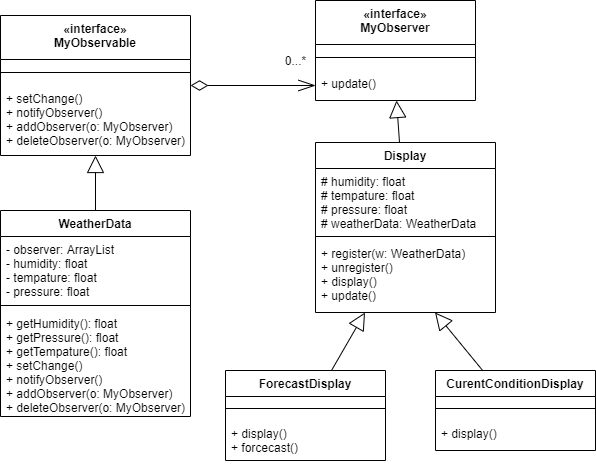 «interface»
MyObservable
+ setChange()
+ notifyObserver()
+ addObserver(o: MyObserver)
+ deleteObserver(o: MyObserver)
0...*
«interface»
MyObserver
+ update()
WeatherData
- observer: ArrayList
- humidity: float
- tempature: float
- pressure: float
+ getHumidity(): float
+ getPressure(): float
+ getTempature(): float
+ setChange()
+ notifyObserver()
+ addObserver(o: MyObserver)
+ deleteObserver(o: MyObserver)
Display
# humidity: float
# tempature: float
# pressure: float
# weatherData: WeatherData
+ register(w: WeatherData)
+ unregister()
+ display()
+ update()
ForecastDisplay
+ display()
+ forcecast()
CurentConditionDisplay
+ display()